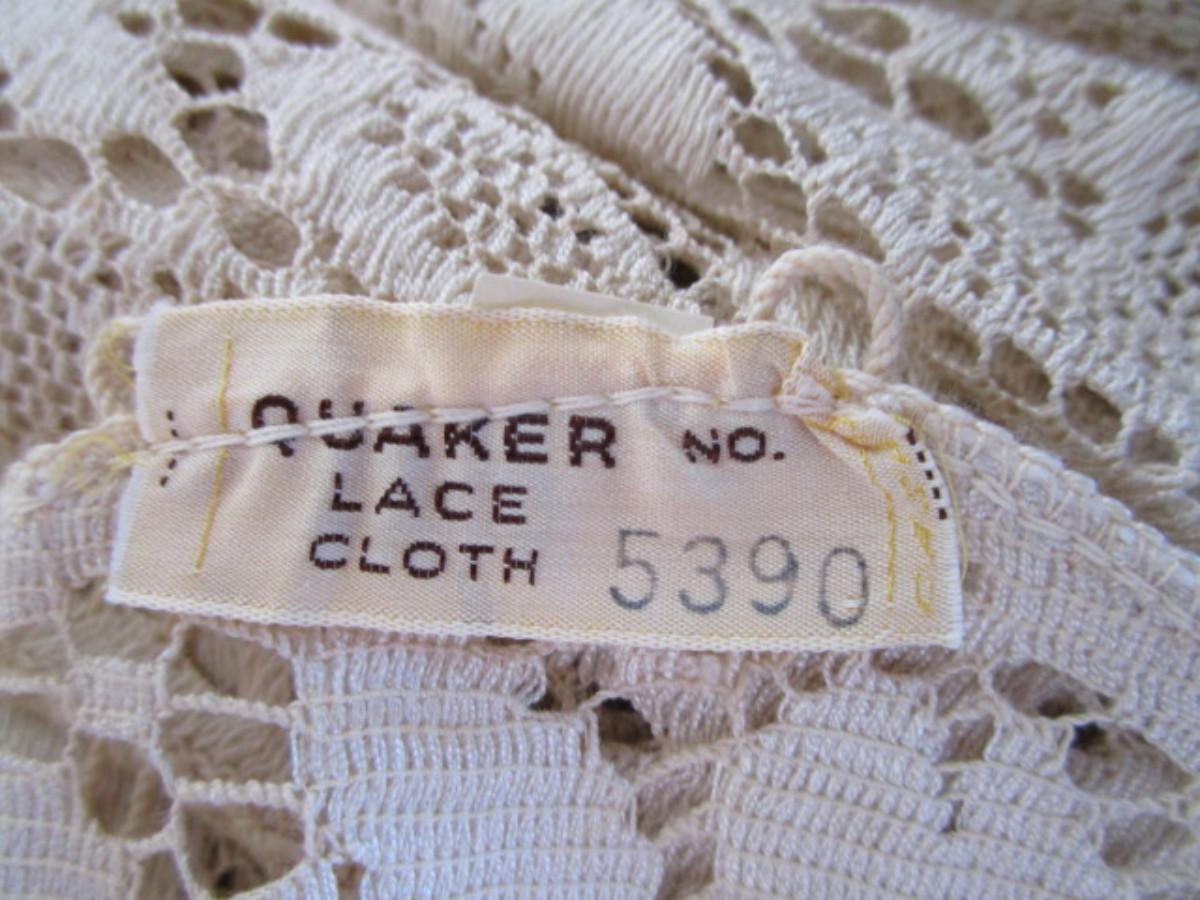 QUAKER NO.
LACE
CLOTH 5390